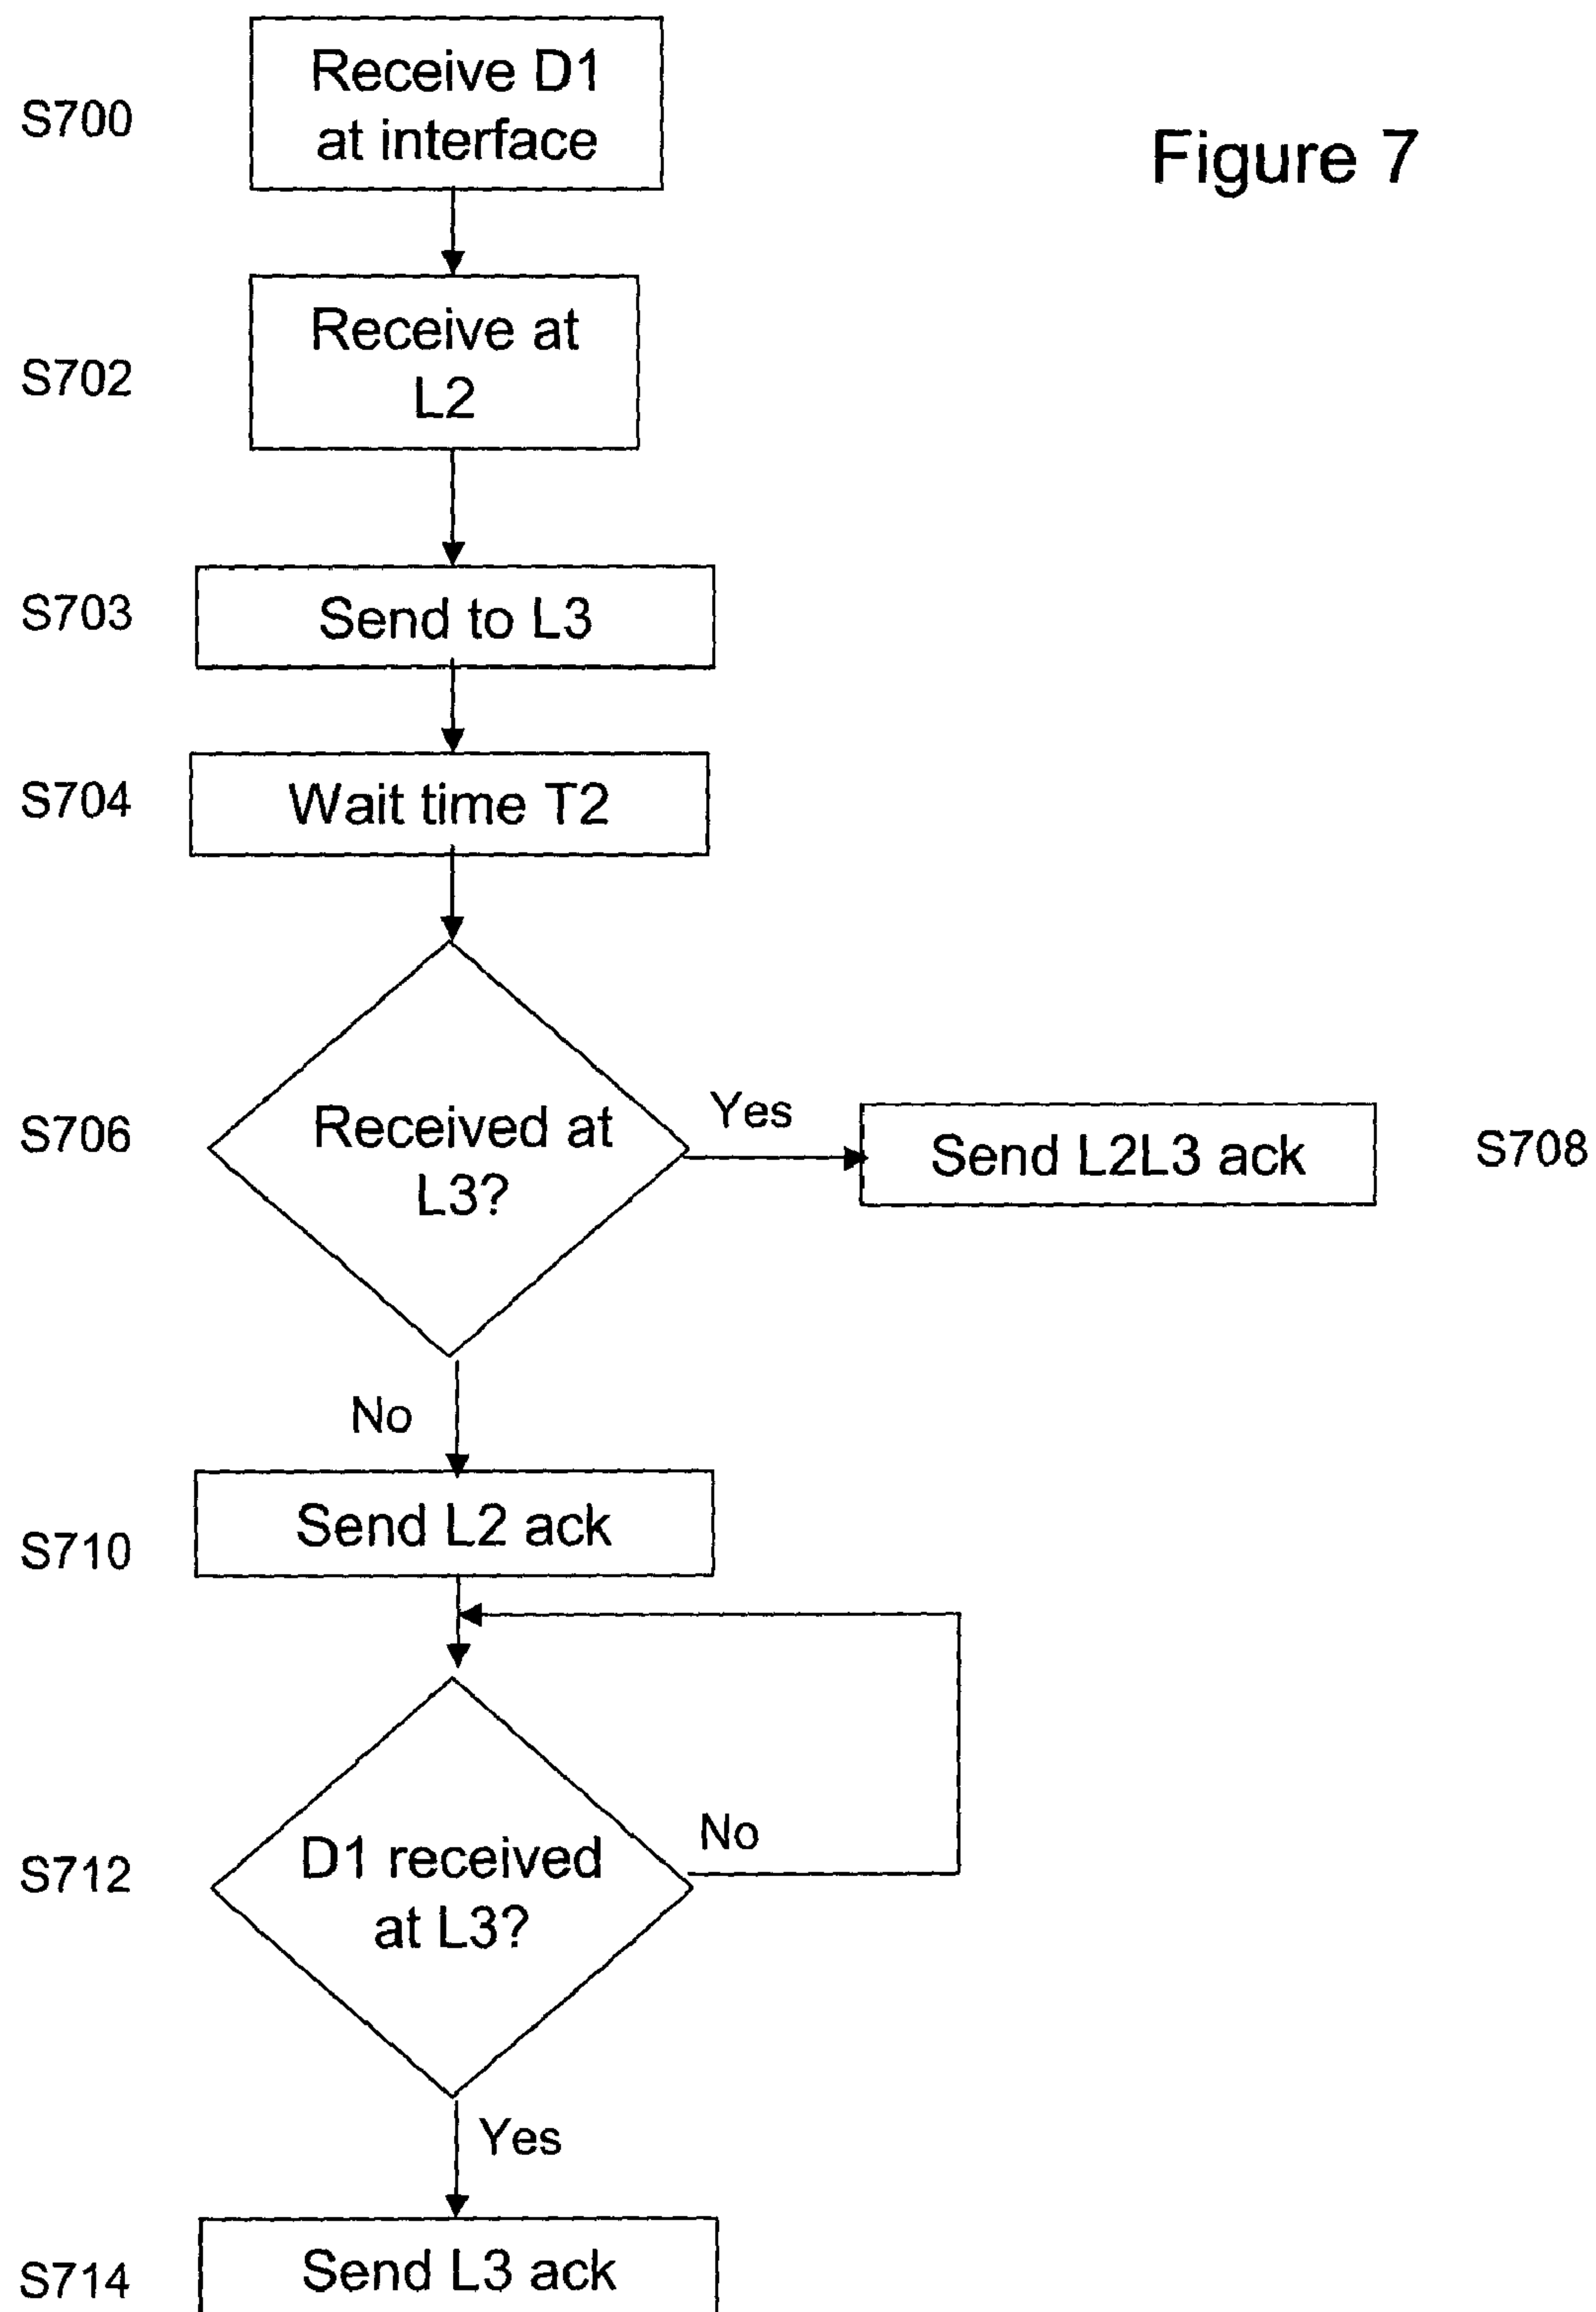 Receive D1
at interface
S700
Figure 7
Receive at
L2
S702
Send to L3
S703
Wait time T2
S704
Received at
L3?
S706
Yes
Send L2L3 ack
S708
No
Send L2 ack
S710
D1 received
at L3?
S712
No
Yes
Send L3 ack
S714